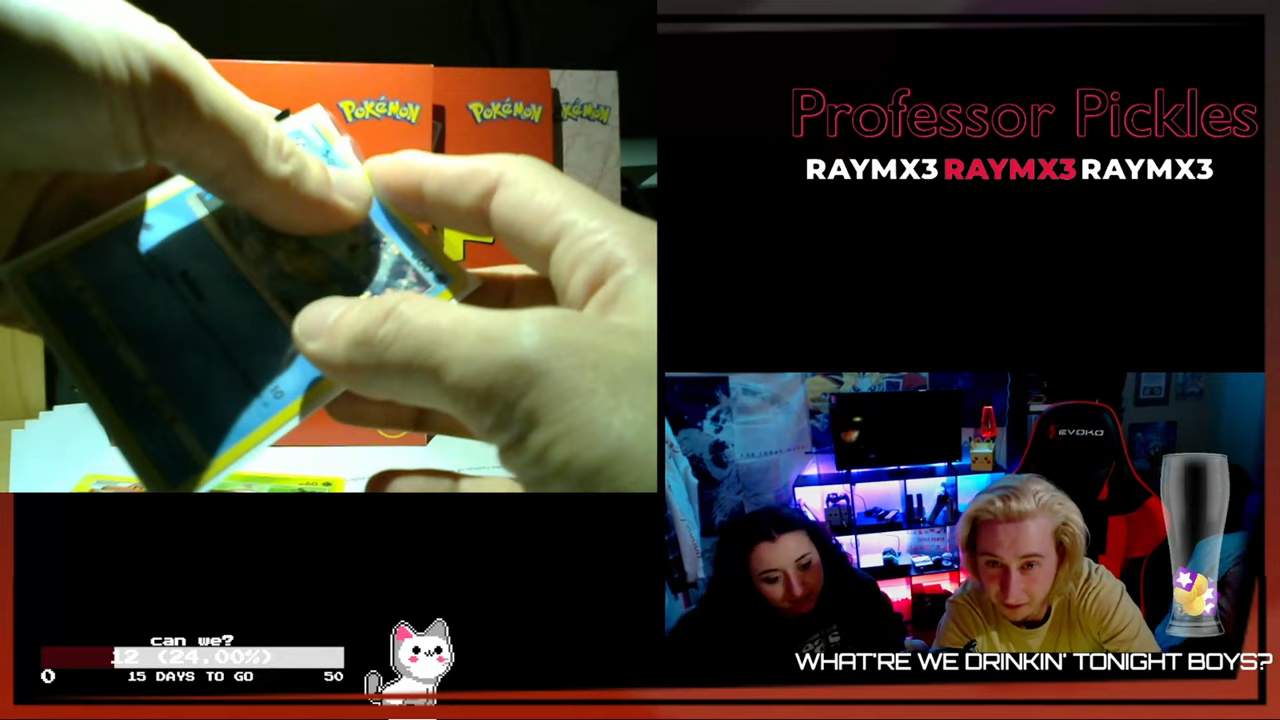 POKéMON
POKéMON
POKéMON
Professor Pickles
RAYMX3 RAYMX3 RAYMX3
EVOKO
can we?
12 (24.00%)
0 15 DAYS TO GO 50
WHAT'RE WE DRINKIN' TONIGHT BOYS?